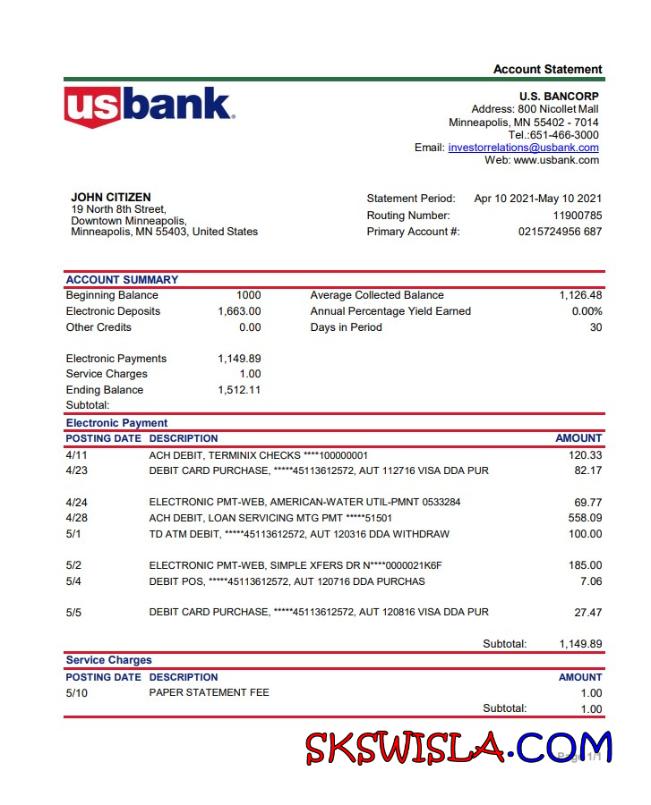 Account Statement
usbank.
U.S. BANCORP
Address: 800 Nicollet Mall
Minneapolis, MN 55402 - 7014
Tel.:651-466-3000
Email: investorrelations@usbank.com
Web: www.usbank.com
JOHN CITIZEN
19 North 8th Street,
Downtown Minneapolis,
Minneapolis, MN 55403, United States
Statement Period: Apr 10 2021-May 10 2021
Routing Number: 11900785
Primary Account #: 0215724956 687
ACCOUNT SUMMARY
Beginning Balance 1000 Average Collected Balance 1,126.48
Electronic Deposits 1,663.00 Annual Percentage Yield Earned 0.00%
Other Credits 0.00 Days in Period 30
Electronic Payments 1,149.89
Service Charges 1.00
Ending Balance 1,512.11
Subtotal:
Electronic Payment
POSTING DATE DESCRIPTION AMOUNT
4/11 ACH DEBIT, TERMINIX CHECKS ****100000001 120.33
4/23 DEBIT CARD PURCHASE, *****45113612572, AUT 112716 VISA DDA PUR 82.17
4/24 ELECTRONIC PMT-WEB, AMERICAN-WATER UTIL-PMNT 0533284 69.77
4/28 ACH DEBIT, LOAN SERVICING MTG PMT *****51501 558.09
5/1 TD ATM DEBIT, *****45113612572, AUT 120316 DDA WITHDRAW 100.00
5/2 ELECTRONIC PMT-WEB, SIMPLE XFERS DR N****0000021K6F 185.00
5/4 DEBIT POS, *****45113612572, AUT 120716 DDA PURCHAS 7.06
5/5 DEBIT CARD PURCHASE, *****45113612572, AUT 120816 VISA DDA PUR 27.47
Subtotal: 1,149.89
Service Charges
POSTING DATE DESCRIPTION AMOUNT
5/10 PAPER STATEMENT FEE 1.00
Subtotal: 1.00
SKSWISLA.COM
Page 1/1